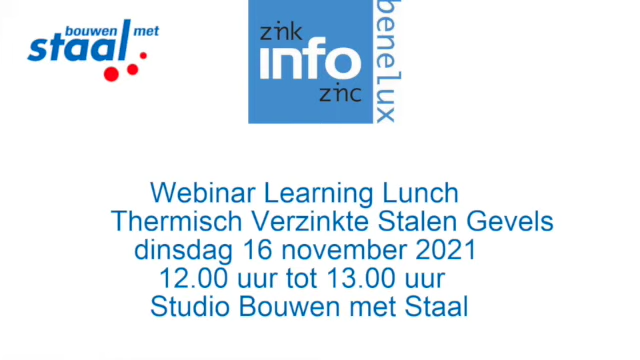 bouwen met
staal
zink
info
zinc
benelux
Webinar Learning Lunch
Thermisch Verzinkte Stalen Gevels
dinsdag 16 november 2021
12.00 uur tot 13.00 uur
Studio Bouwen met Staal